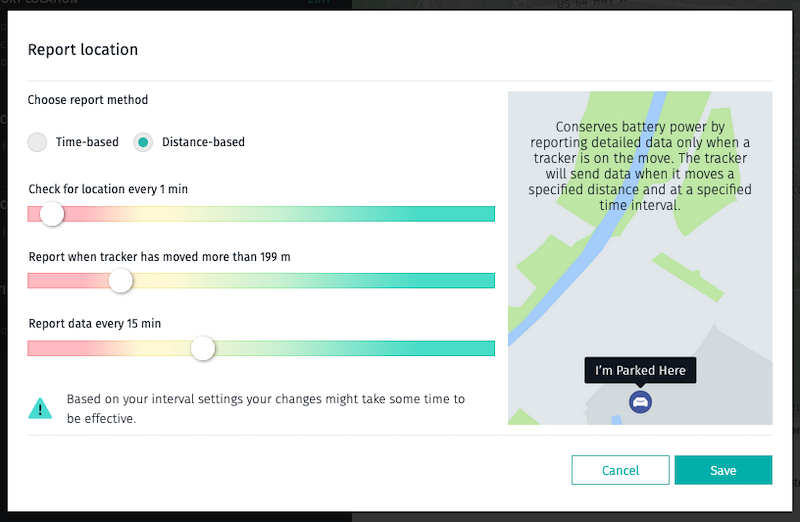 Report location
Choose report method
Time-based
Distance-based
Check for location every 1 min
Report when tracker has moved more than 199 m
Report data every 15 min
Based on your interval settings your changes might take some time to
be effective.
Conserves battery power by
reporting detailed data only when a
tracker is on the move. The tracker
will send data when it moves a
specified distance and at a specified
time interval.
I'm Parked Here
Cancel
Save